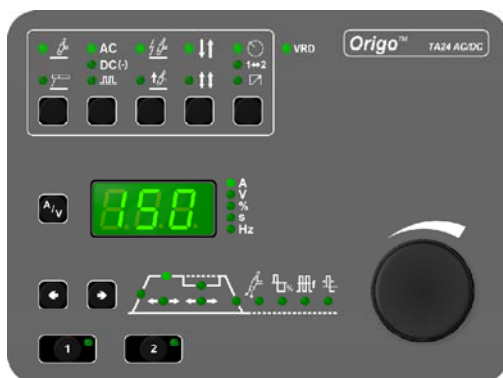 AC
VRD
Origo™
TA24 AC/DC
DC(-)
1↔2
A
A/V
150
V
%
s
Hz
%
f
1
2